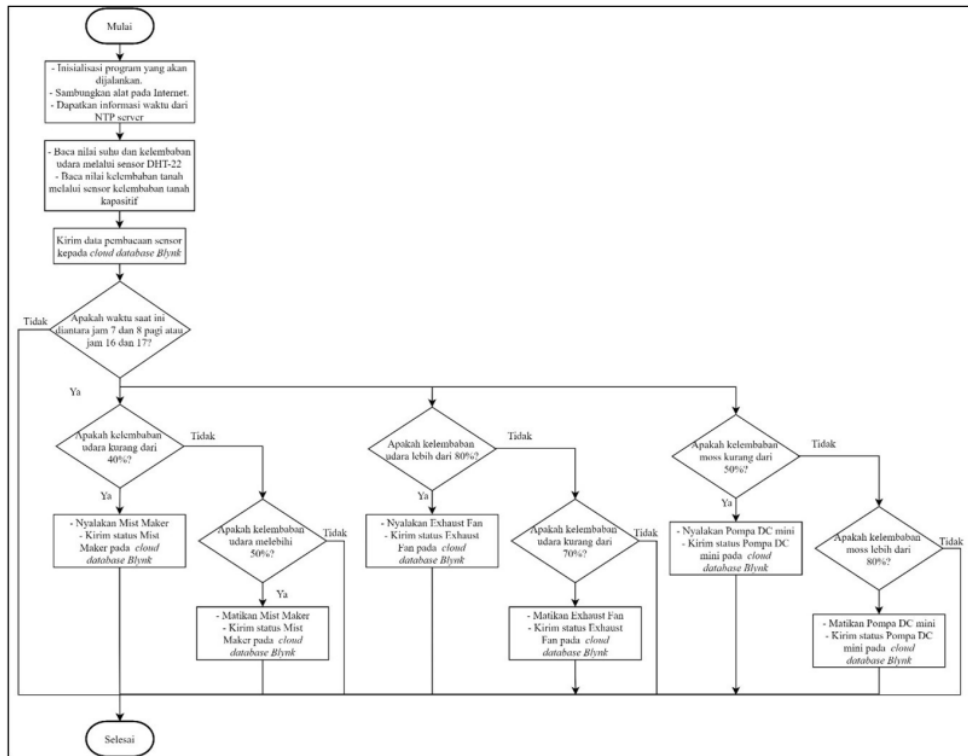 Mulai
- Inisialisasi program yang akan
dijalankan.
- Sambungkan alat pada Internet.
- Dapatkan informasi waktu dari
NTP server
- Baca nilai suhu dan kelembaban
udara melalui sensor DHT-22
- Baca nilai kelembaban tanah
melalui sensor kelembaban tanah
kapasitif
Kirim data pembacaan sensor
kepada cloud database Blynk
Tidak
Apakah waktu saat ini
diantara jam 7 dan 8 pagi atau
jam 16 dan 17?
Ya
Apakah kelembaban
udara kurang dari
40%?
Tidak
Ya
- Nyalakan Mist Maker
- Kirim status Mist
Maker pada cloud
database Blynk
Apakah kelembaban
udara melebihi
50%?
Tidak
Ya
- Matikan Mist Maker
- Kirim status Mist
Maker pada cloud
database Blynk
Apakah kelembaban
udara lebih dari 80%?
Tidak
Ya
- Nyalakan Exhaust Fan
- Kirim status Exhaust
Fan pada cloud
database Blynk
Apakah kelembaban
udara kurang dari
70%?
Tidak
Ya
- Matikan Exhaust Fan
- Kirim status Exhaust
Fan pada cloud
database Blynk
Apakah kelembaban
moss kurang dari
50%?
Tidak
Ya
- Nyalakan Pompa DC mini
- Kirim status Pompa DC
mini pada cloud
database Blynk
Apakah kelembaban
moss lebih dari
80%?
Tidak
Ya
- Matikan Pompa DC mini
- Kirim status Pompa DC
mini pada cloud
database Blynk
Selesai